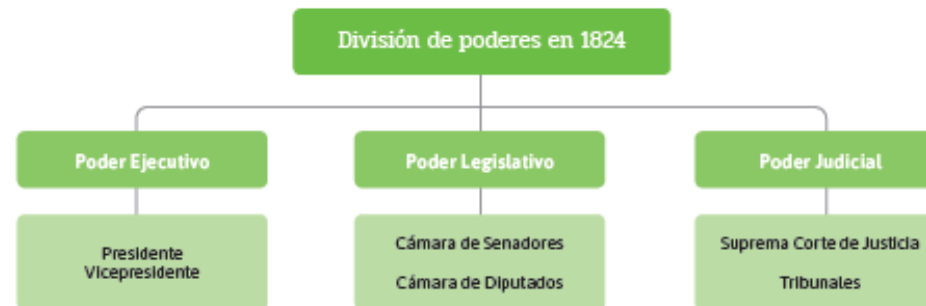 División de poderes en 1824
Poder Ejecutivo
Poder Legislativo
Poder Judicial
Presidente
Vicepresidente
Cámara de Senadores
Cámara de Diputados
Suprema Corte de Justicia
Tribunales